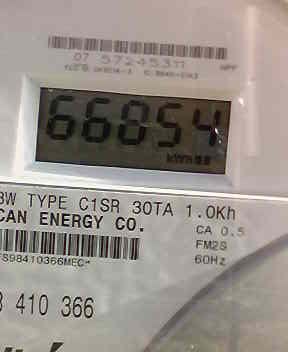 07 57245311
66854
kWh
3W TYPE C1SR 30TA 1.0Kh
CAN ENERGY CO.
CA 0.5
FM2S
60Hz
410 366